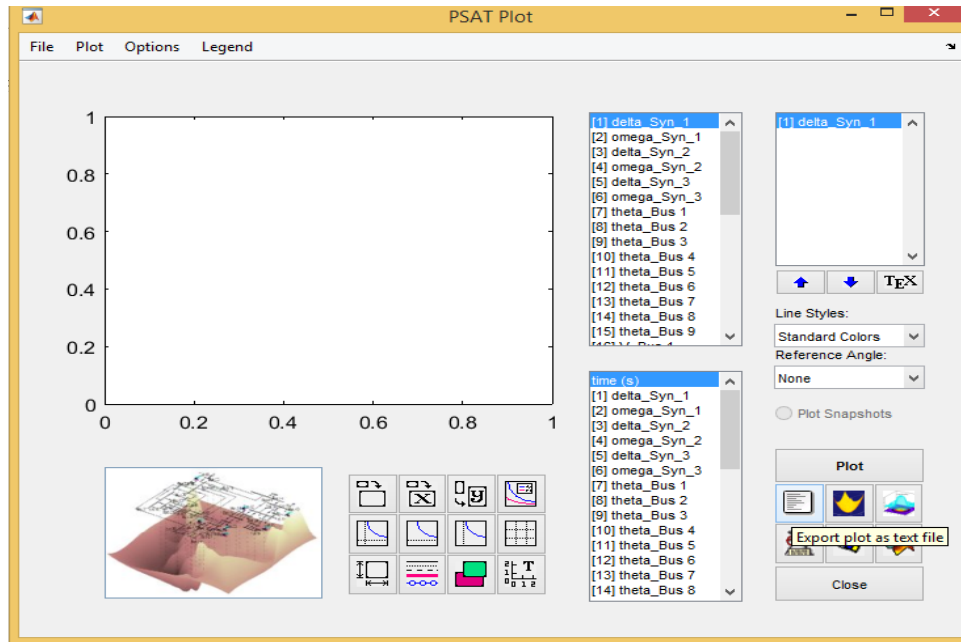 PSAT Plot
File Plot Options Legend
1
0.8
0.6
0.4
0.2
0
0 0.2 0.4 0.6 0.8 1
[1] delta_Syn_1
[2] omega_Syn_1
[3] delta_Syn_2
[4] omega_Syn_2
[5] delta_Syn_3
[6] omega_Syn_3
[7] theta_Bus 1
[8] theta_Bus 2
[9] theta_Bus 3
[10] theta_Bus 4
[11] theta_Bus 5
[12] theta_Bus 6
[13] theta_Bus 7
[14] theta_Bus 8
[15] theta_Bus 9
[1] delta_Syn_1
TEX
Line Styles:
Standard Colors
Reference Angle:
None
Plot Snapshots
time (s)
[1] delta_Syn_1
[2] omega_Syn_1
[3] delta_Syn_2
[4] omega_Syn_2
[5] delta_Syn_3
[6] omega_Syn_3
[7] theta_Bus 1
[8] theta_Bus 2
[9] theta_Bus 3
[10] theta_Bus 4
[11] theta_Bus 5
[12] theta_Bus 6
[13] theta_Bus 7
[14] theta_Bus 8
Plot
Export plot as text file
Close
X
y
T
0 1 2